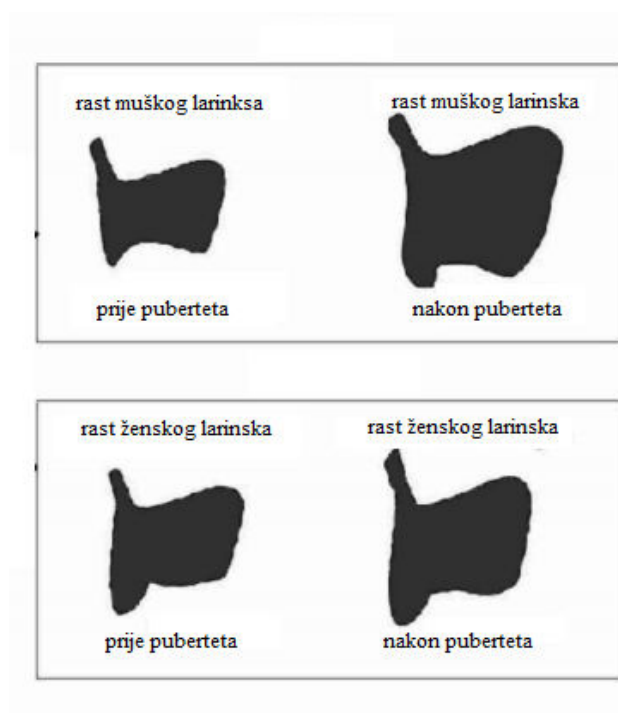 rast muškog larinksa
rast muškog larinska
prije puberteta
nakon puberteta
rast ženskog larinska
rast ženskog larinska
prije puberteta
nakon puberteta